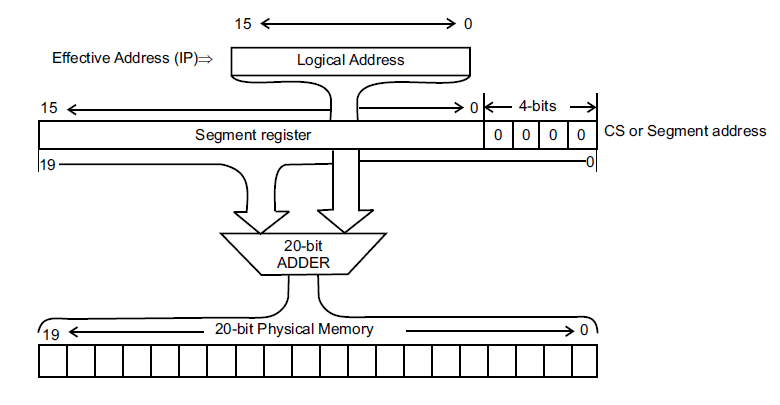 15 0
Effective Address (IP)⇒ Logical Address
15 0 4-bits
Segment register 0 0 0 0 CS or Segment address
19 0
20-bit
ADDER
19 20-bit Physical Memory 0